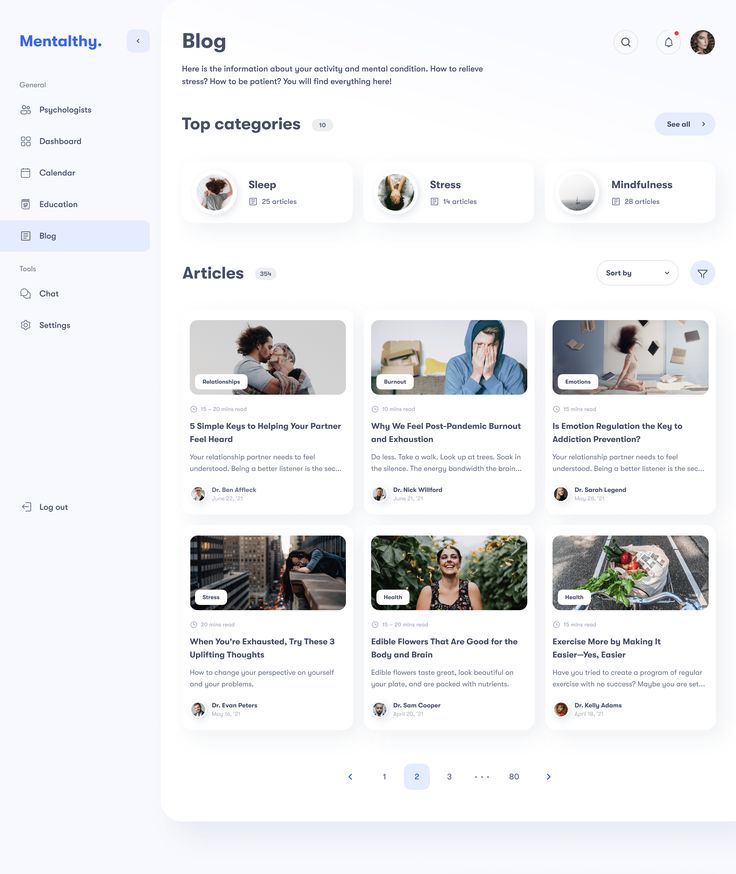 Mentalthy.
General
Psychologists
Dashboard
Calendar
Education
Blog
Tools
Chat
Settings
Log out
Blog
Here is the information about your activity and mental condition. How to relieve
stress? How to be patient? You will find everything here!
Top categories 10
See all
Sleep
25 articles
Stress
14 articles
Mindfulness
28 articles
Articles 354
Sort by
Relationships
15 – 20 mins read
5 Simple Keys to Helping Your Partner
Feel Heard
Your relationship partner needs to feel
understood. Being a better listener is the sec...
Dr. Ben Affleck
June 22, '21
Burnout
10 mins read
Why We Feel Post-Pandemic Burnout
and Exhaustion
Do less. Take a walk. Look up at trees. Soak in
the silence. The energy bandwidth the brain...
Dr. Nick Willford
June 21, '21
Emotions
15 mins read
Is Emotion Regulation the Key to
Addiction Prevention?
Your relationship partner needs to feel
understood. Being a better listener is the sec...
Dr. Sarah Legend
May 28, '21
Stress
20 mins read
When You're Exhausted, Try These 3
Uplifting Thoughts
How to change your perspective on yourself
and your problems.
Dr. Evan Peters
May 16, '21
Health
15 – 20 mins read
Edible Flowers That Are Good for the
Body and Brain
Edible flowers taste great, look beautiful on
your plate, and are packed with nutrients.
Dr. Sam Cooper
April 20, '21
Health
15 mins read
Exercise More by Making It
Easier—Yes, Easier
Have you tried to create a program of regular
exercise with no success? Maybe you are set...
Dr. Kelly Adams
April 18, '21
1 2 3 ... 80